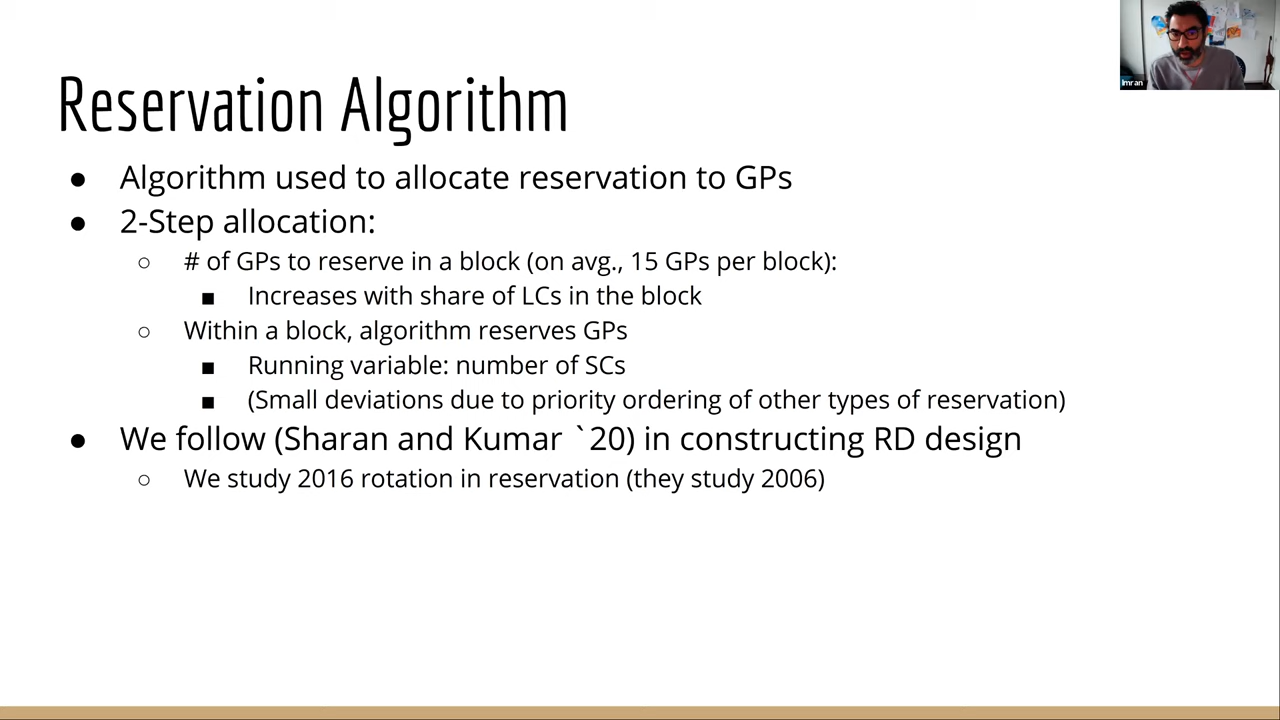 imran
Reservation Algorithm
● Algorithm used to allocate reservation to GPs
● 2-Step allocation:
○ # of GPs to reserve in a block (on avg., 15 GPs per block):
■ Increases with share of LCs in the block
○ Within a block, algorithm reserves GPs
■ Running variable: number of SCs
■ (Small deviations due to priority ordering of other types of reservation)
● We follow (Sharan and Kumar `20) in constructing RD design
○ We study 2016 rotation in reservation (they study 2006)